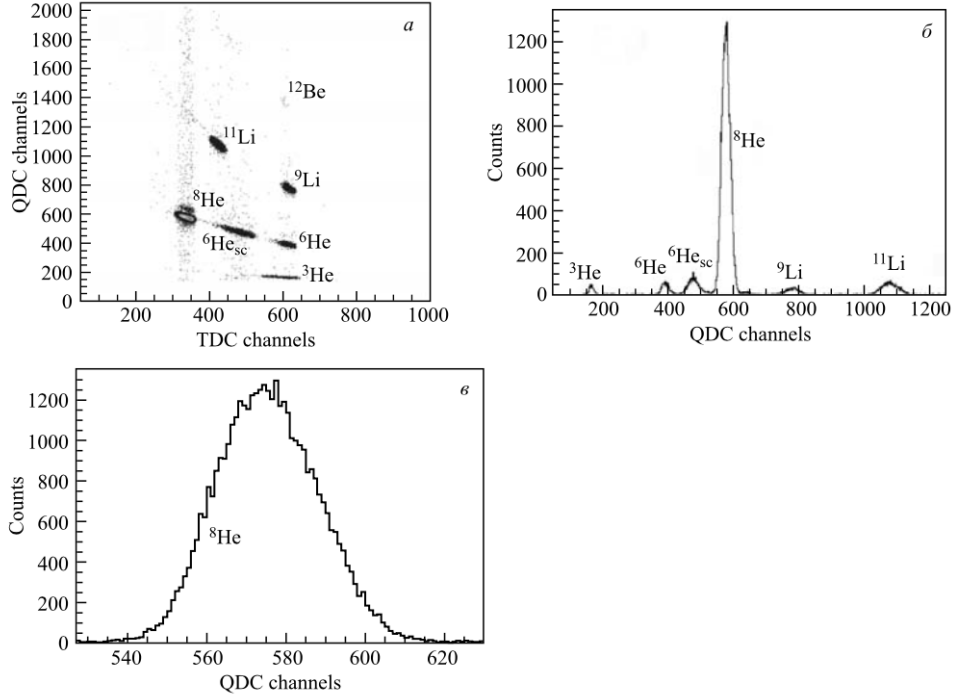 a
2000
1800
1600
1400
1200
1000
800
600
400
200
0
QDC channels
¹²Be
¹¹Li
⁹Li
⁸He
⁶He_sc
⁶He
³He
200 400 600 800 1000
TDC channels
б
1200
1000
800
600
400
200
0
Counts
⁸He
³He ⁶He ⁶He_sc ⁹Li ¹¹Li
200 400 600 800 1000 1200
QDC channels
в
1200
1000
800
600
400
200
0
Counts
⁸He
540 560 580 600 620
QDC channels